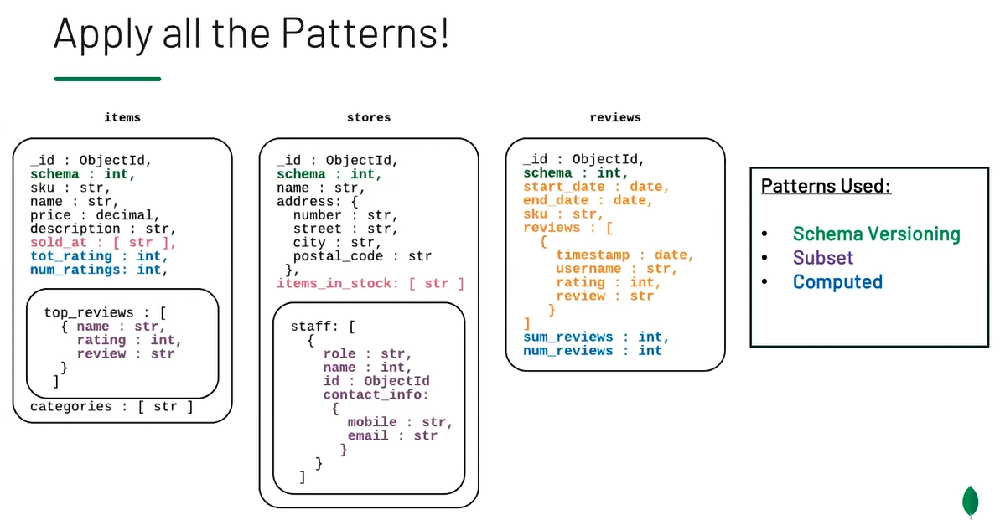 Apply all the Patterns!
items
_id : ObjectId,
schema : int,
sku : str,
name : str,
price : decimal,
description : str,
sold_at : [ str ],
tot_rating : int,
num_ratings: int,
top_reviews : [
{ name : str,
rating : int,
review : str
}
]
categories : [ str ]
stores
_id : ObjectId,
schema : int,
name : str,
address: {
number : str,
street : str,
city : str,
postal_code : str
},
items_in_stock: [ str ]
staff: [
{
role : str,
name : int,
id : ObjectId
contact_info:
{
mobile : str,
email : str
}
}
]
reviews
_id : ObjectId,
schema : int,
start_date : date,
end_date : date,
sku : str,
reviews : [
{
timestamp : date,
username : str,
rating : int,
review : str
}
]
sum_reviews : int,
num_reviews : int
Patterns Used:
• Schema Versioning
• Subset
• Computed